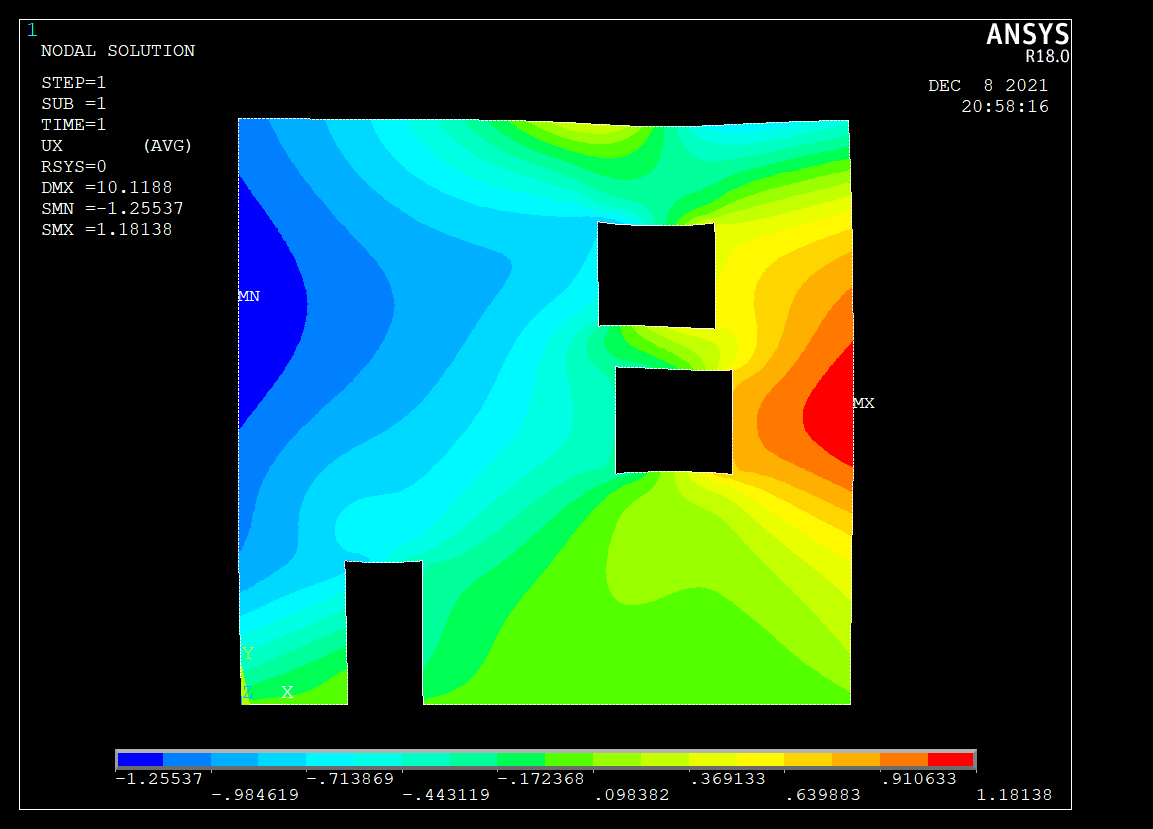 1
ANSYS
R18.0
NODAL SOLUTION
DEC 8 2021
20:58:16
STEP=1
SUB =1
TIME=1
UX (AVG)
RSYS=0
DMX =10.1188
SMN =-1.25537
SMX =1.18138
MN
MX
Y
Z X
-1.25537 -.713869 -.172368 .369133 .910633
-.984619 -.443119 .098382 .639883 1.18138